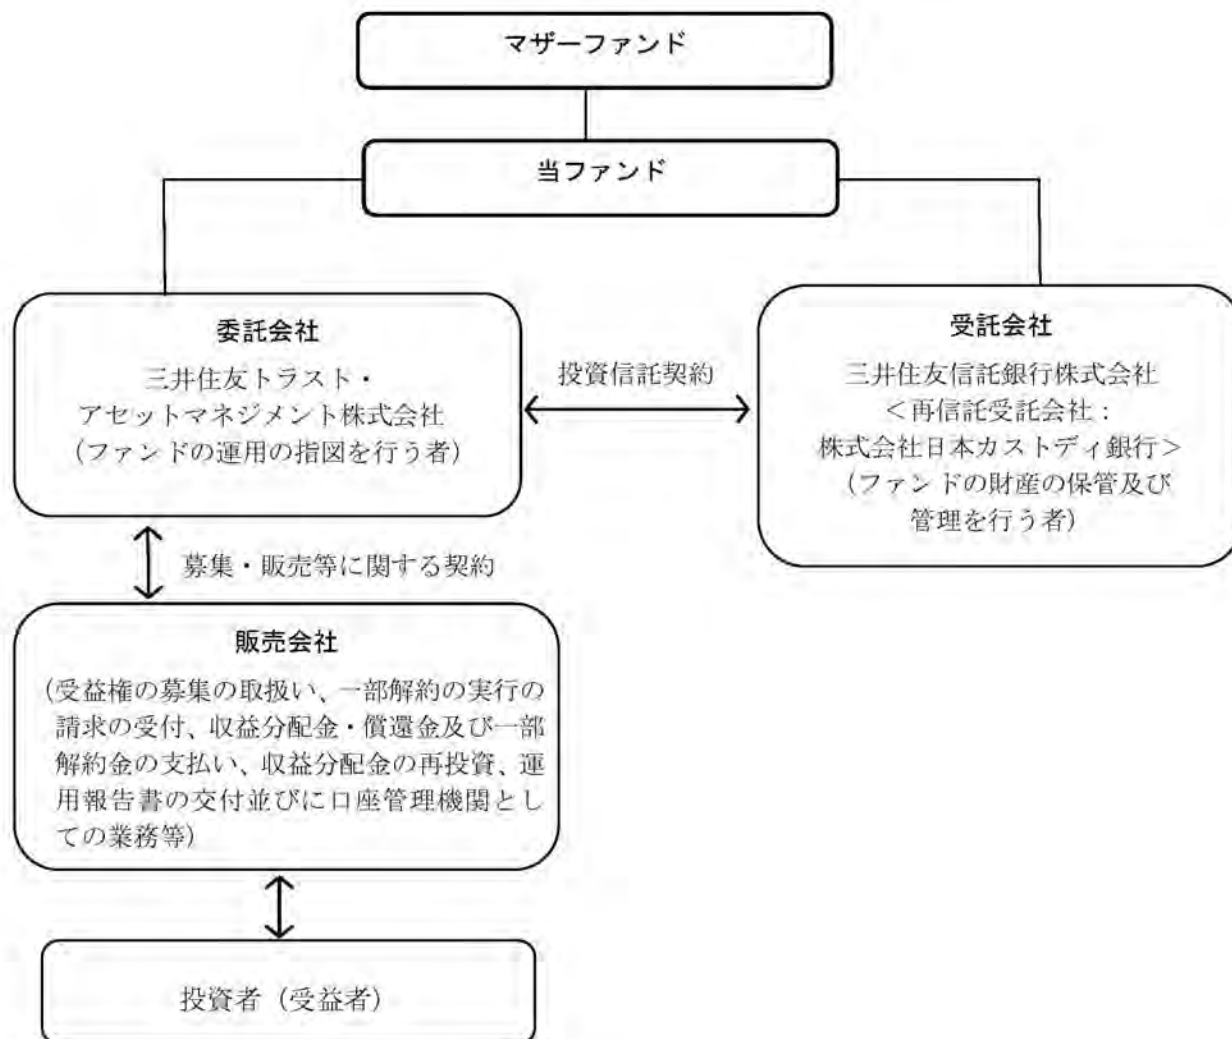 マザーファンド
当ファンド
委託会社
三井住友トラスト・
アセットマネジメント株式会社
（ファンドの運用の指図を行う者）
投資信託契約
受託会社
三井住友信託銀行株式会社
＜再信託受託会社：
株式会社日本カストディ銀行＞
（ファンドの財産の保管及び
管理を行う者）
募集・販売等に関する契約
販売会社
（受益権の募集の取扱い、一部解約の実行の
請求の受付、収益分配金・償還金及び一部
解約金の支払い、収益分配金の再投資、運
用報告書の交付並びに口座管理機関とし
ての業務等）
投資者（受益者）